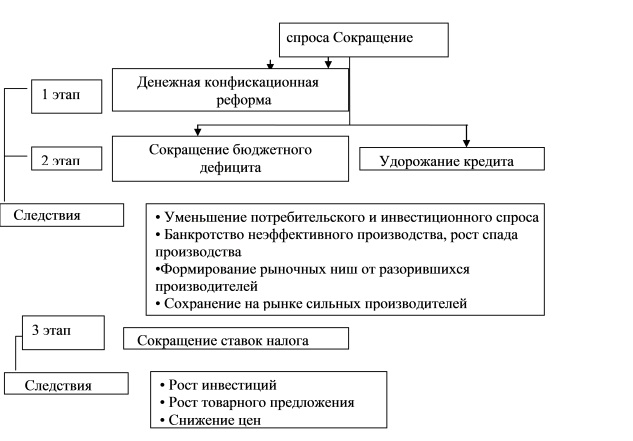 спроса Сокращение
Денежная конфискационная
реформа
1 этап
Сокращение бюджетного
дефицита
2 этап
Удорожание кредита
Следствия
• Уменьшение потребительского и инвестиционного спроса
• Банкротство неэффективного производства, рост спада
производства
•Формирование рыночных ниш от разорившихся
производителей
• Сохранение на рынке сильных производителей
3 этап
Сокращение ставок налога
Следствия
• Рост инвестиций
• Рост товарного предложения
• Снижение цен